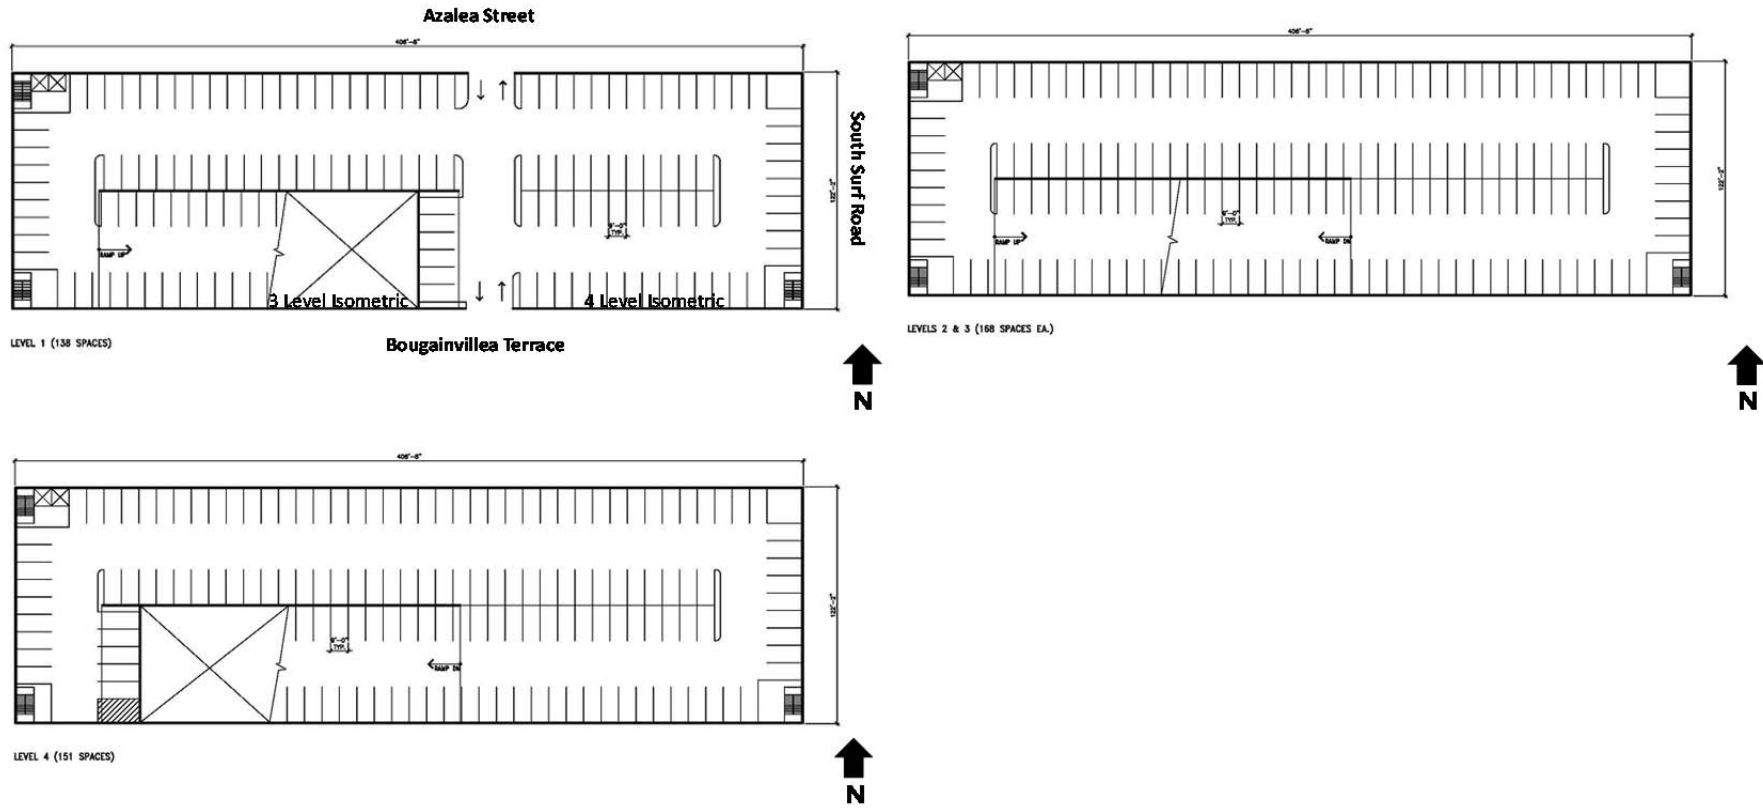 Azalea Street
406'-6"
406'-6"
South Surf Road
122'-2"
122'-2"
9'-0"
TYP.
9'-0"
TYP.
RAMP UP
RAMP UP
RAMP DN
3 Level Isometric
4 Level Isometric
LEVEL 1 (138 SPACES)
Bougainvillea Terrace
LEVELS 2 & 3 (168 SPACES EA.)
N
N
406'-6"
122'-2"
9'-0"
TYP.
RAMP DN
LEVEL 4 (151 SPACES)
N